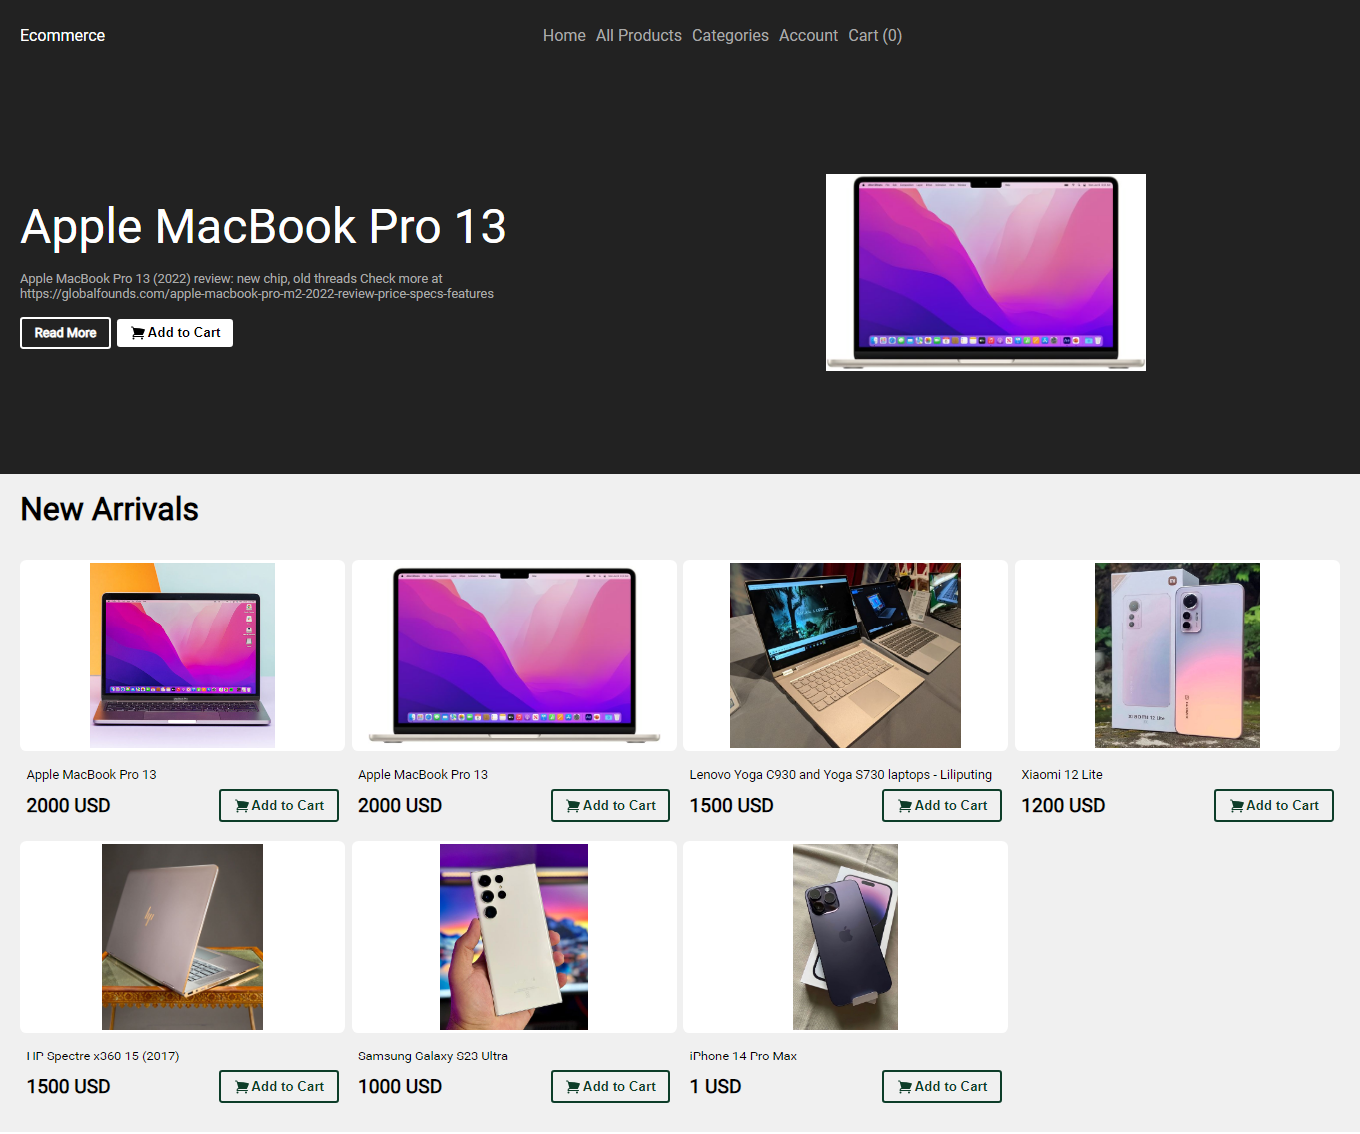 Ecommerce
Home All Products Categories Account Cart (0)
Apple MacBook Pro 13
Apple MacBook Pro 13 (2022) review: new chip, old threads Check more at
https://globalfounds.com/apple-macbook-pro-m2-2022-review-price-specs-features
Read More Add to Cart
New Arrivals
XIAOMI 12 Lite
Apple MacBook Pro 13
2000 USD Add to Cart
Apple MacBook Pro 13
2000 USD Add to Cart
Lenovo Yoga C930 and Yoga S730 laptops - Liliputing
1500 USD Add to Cart
Xiaomi 12 Lite
1200 USD Add to Cart
hp
HP Spectre x360 15 (2017)
1500 USD Add to Cart
Samsung Galaxy S23 Ultra
1000 USD Add to Cart
iPhone 14 Pro Max
1 USD Add to Cart